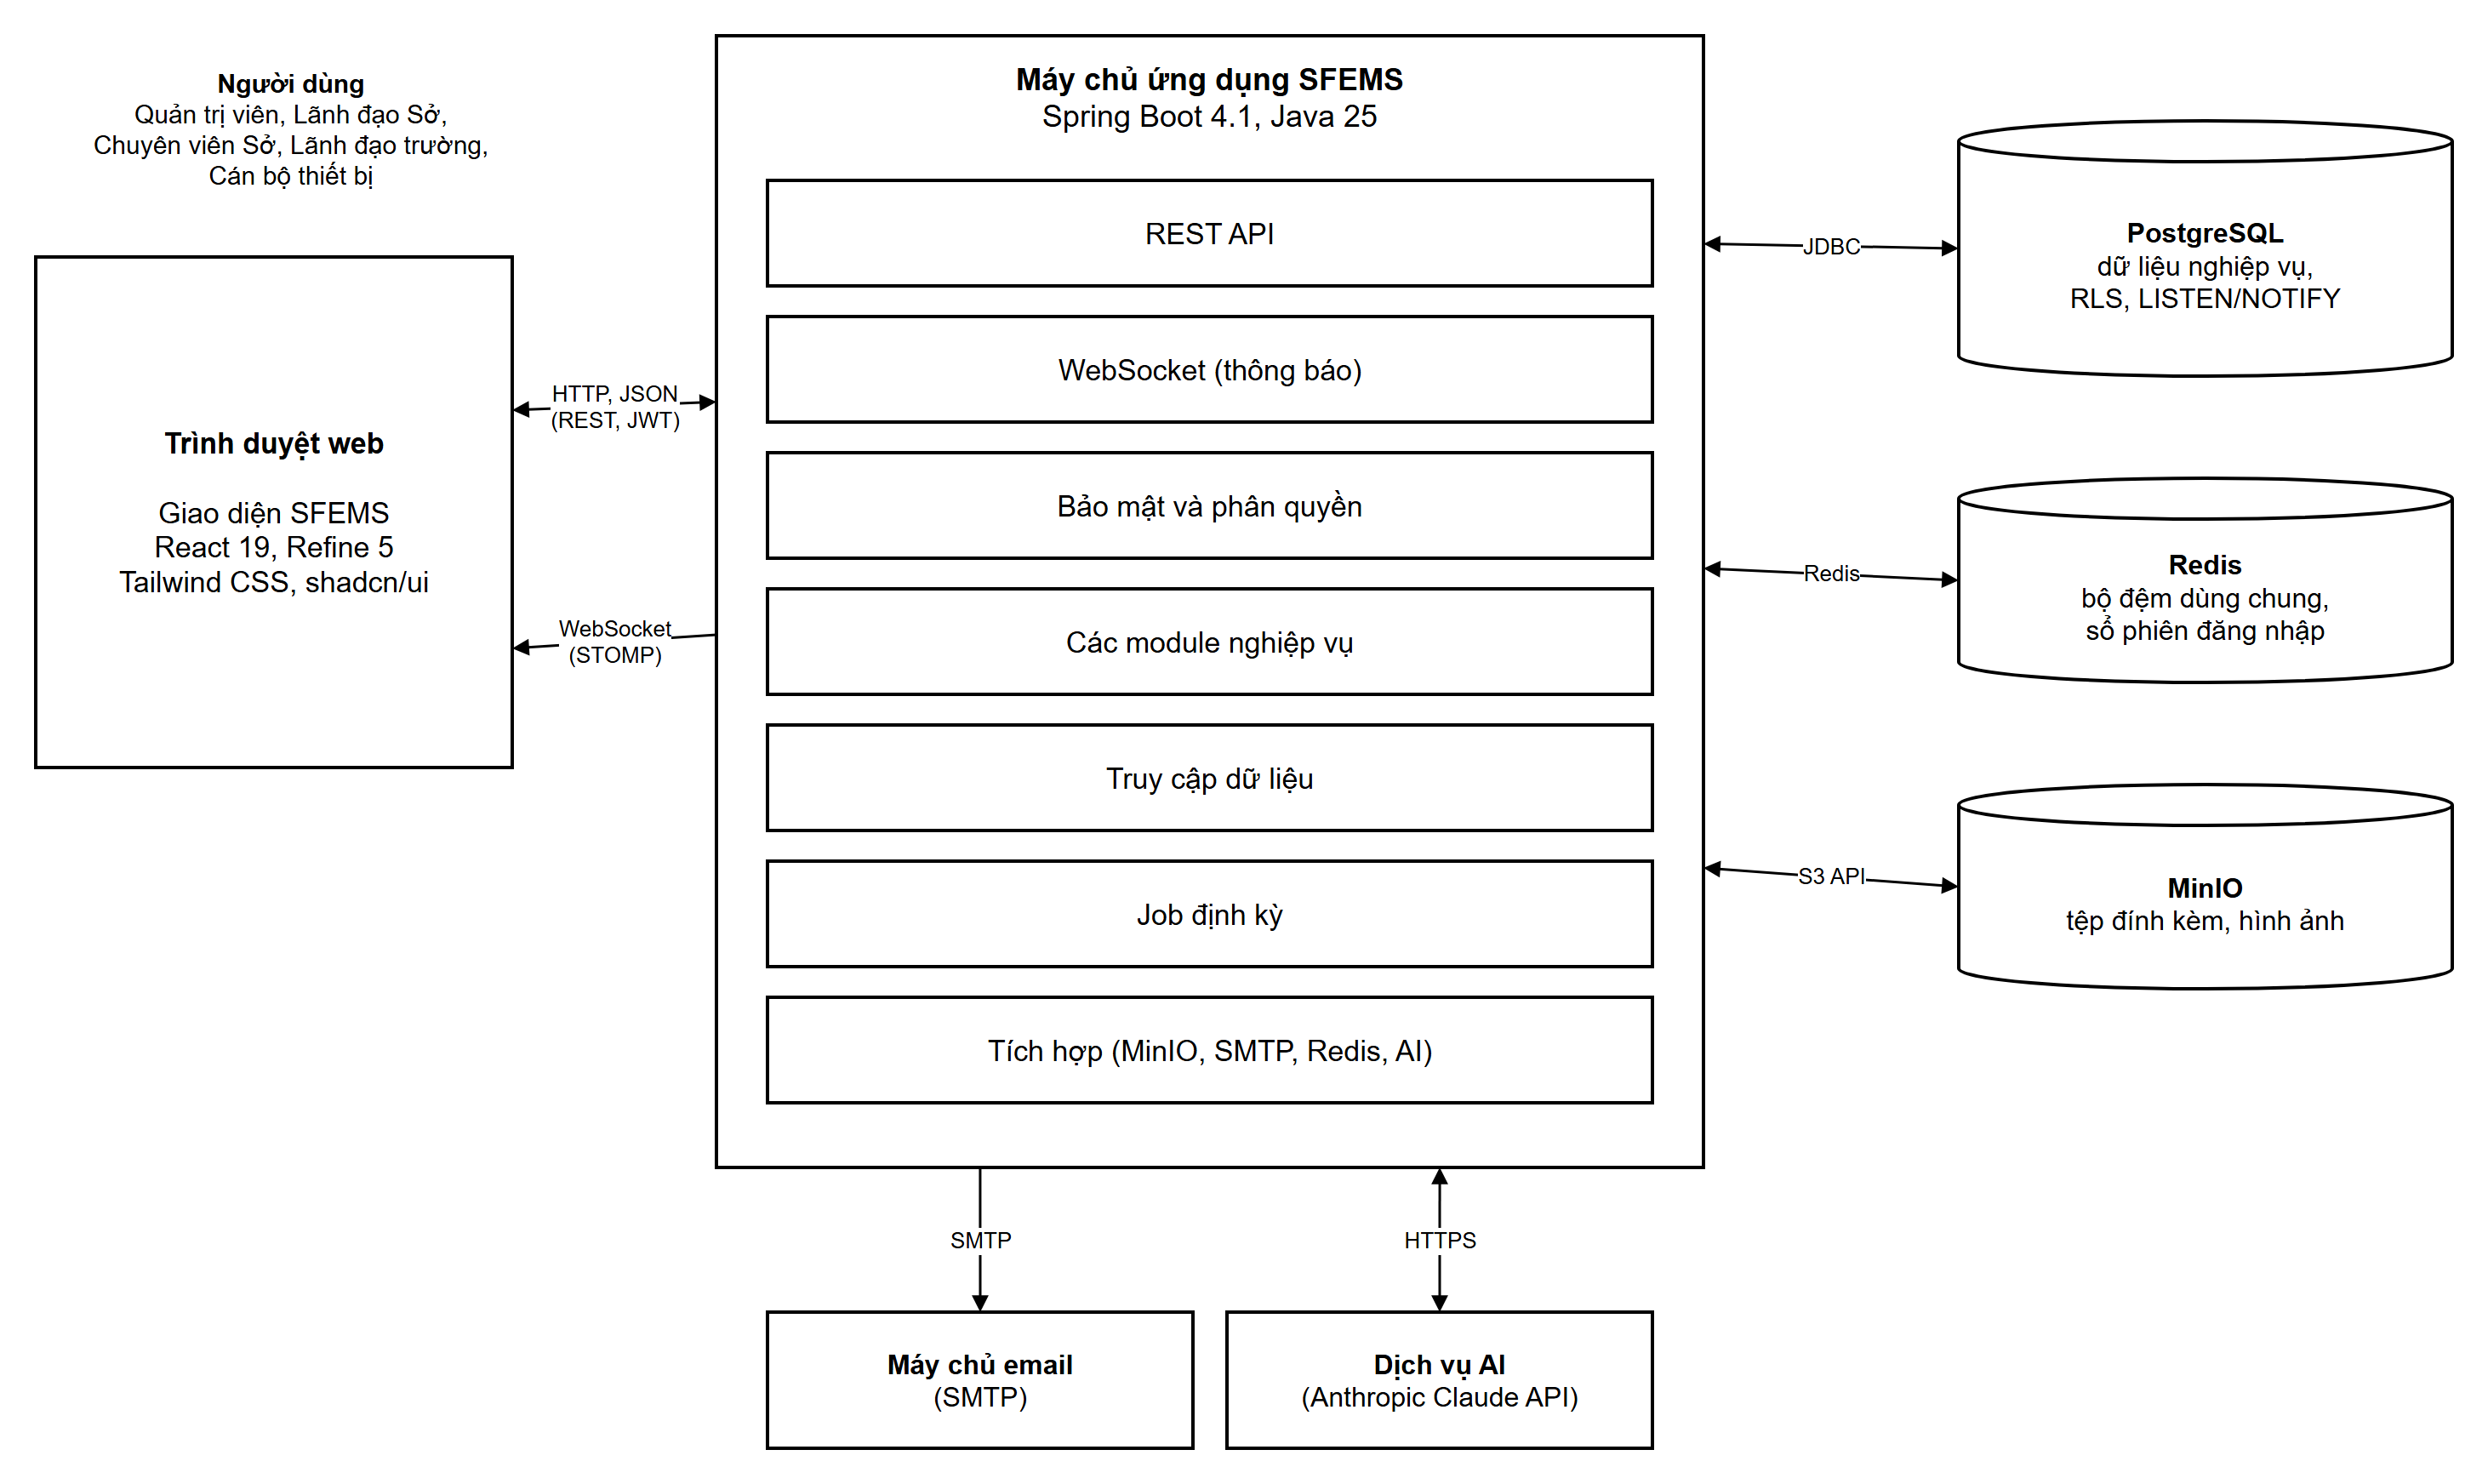 Người dùng
Quản trị viên, Lãnh đạo Sở,
Chuyên viên Sở, Lãnh đạo trường,
Cán bộ thiết bị
Trình duyệt web
Giao diện SFEMS
React 19, Refine 5
Tailwind CSS, shadcn/ui
HTTP, JSON
(REST, JWT)
WebSocket
(STOMP)
Máy chủ ứng dụng SFEMS
Spring Boot 4.1, Java 25
REST API
WebSocket (thông báo)
Bảo mật và phân quyền
Các module nghiệp vụ
Truy cập dữ liệu
Job định kỳ
Tích hợp (MinIO, SMTP, Redis, AI)
JDBC
PostgreSQL
dữ liệu nghiệp vụ,
RLS, LISTEN/NOTIFY
Redis
Redis
bộ đệm dùng chung,
sổ phiên đăng nhập
S3 API
MinIO
tệp đính kèm, hình ảnh
SMTP
HTTPS
Máy chủ email
(SMTP)
Dịch vụ AI
(Anthropic Claude API)